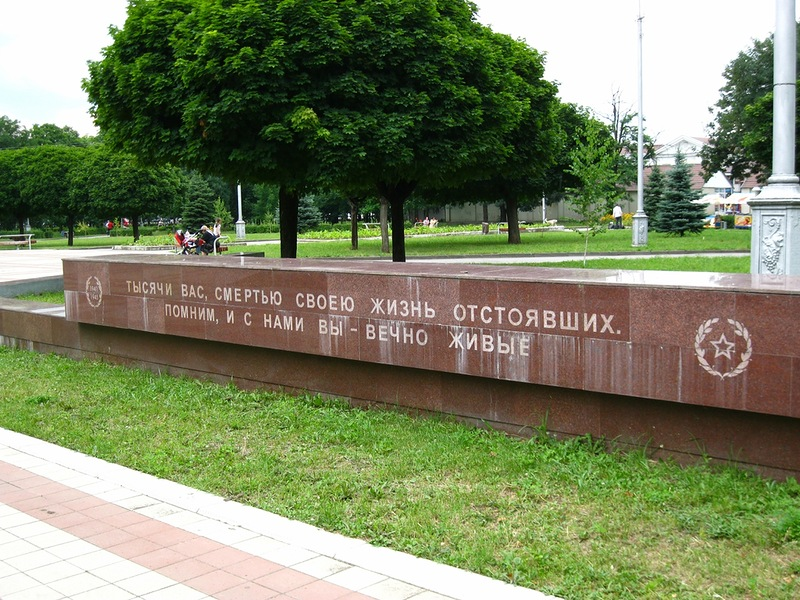 ТЫСЯЧИ ВАС, СМЕРТЬЮ СВОЕЮ ЖИЗНЬ ОТСТОЯВШИХ.
ПОМНИМ, И С НАМИ ВЫ - ВЕЧНО ЖИВЫЕ